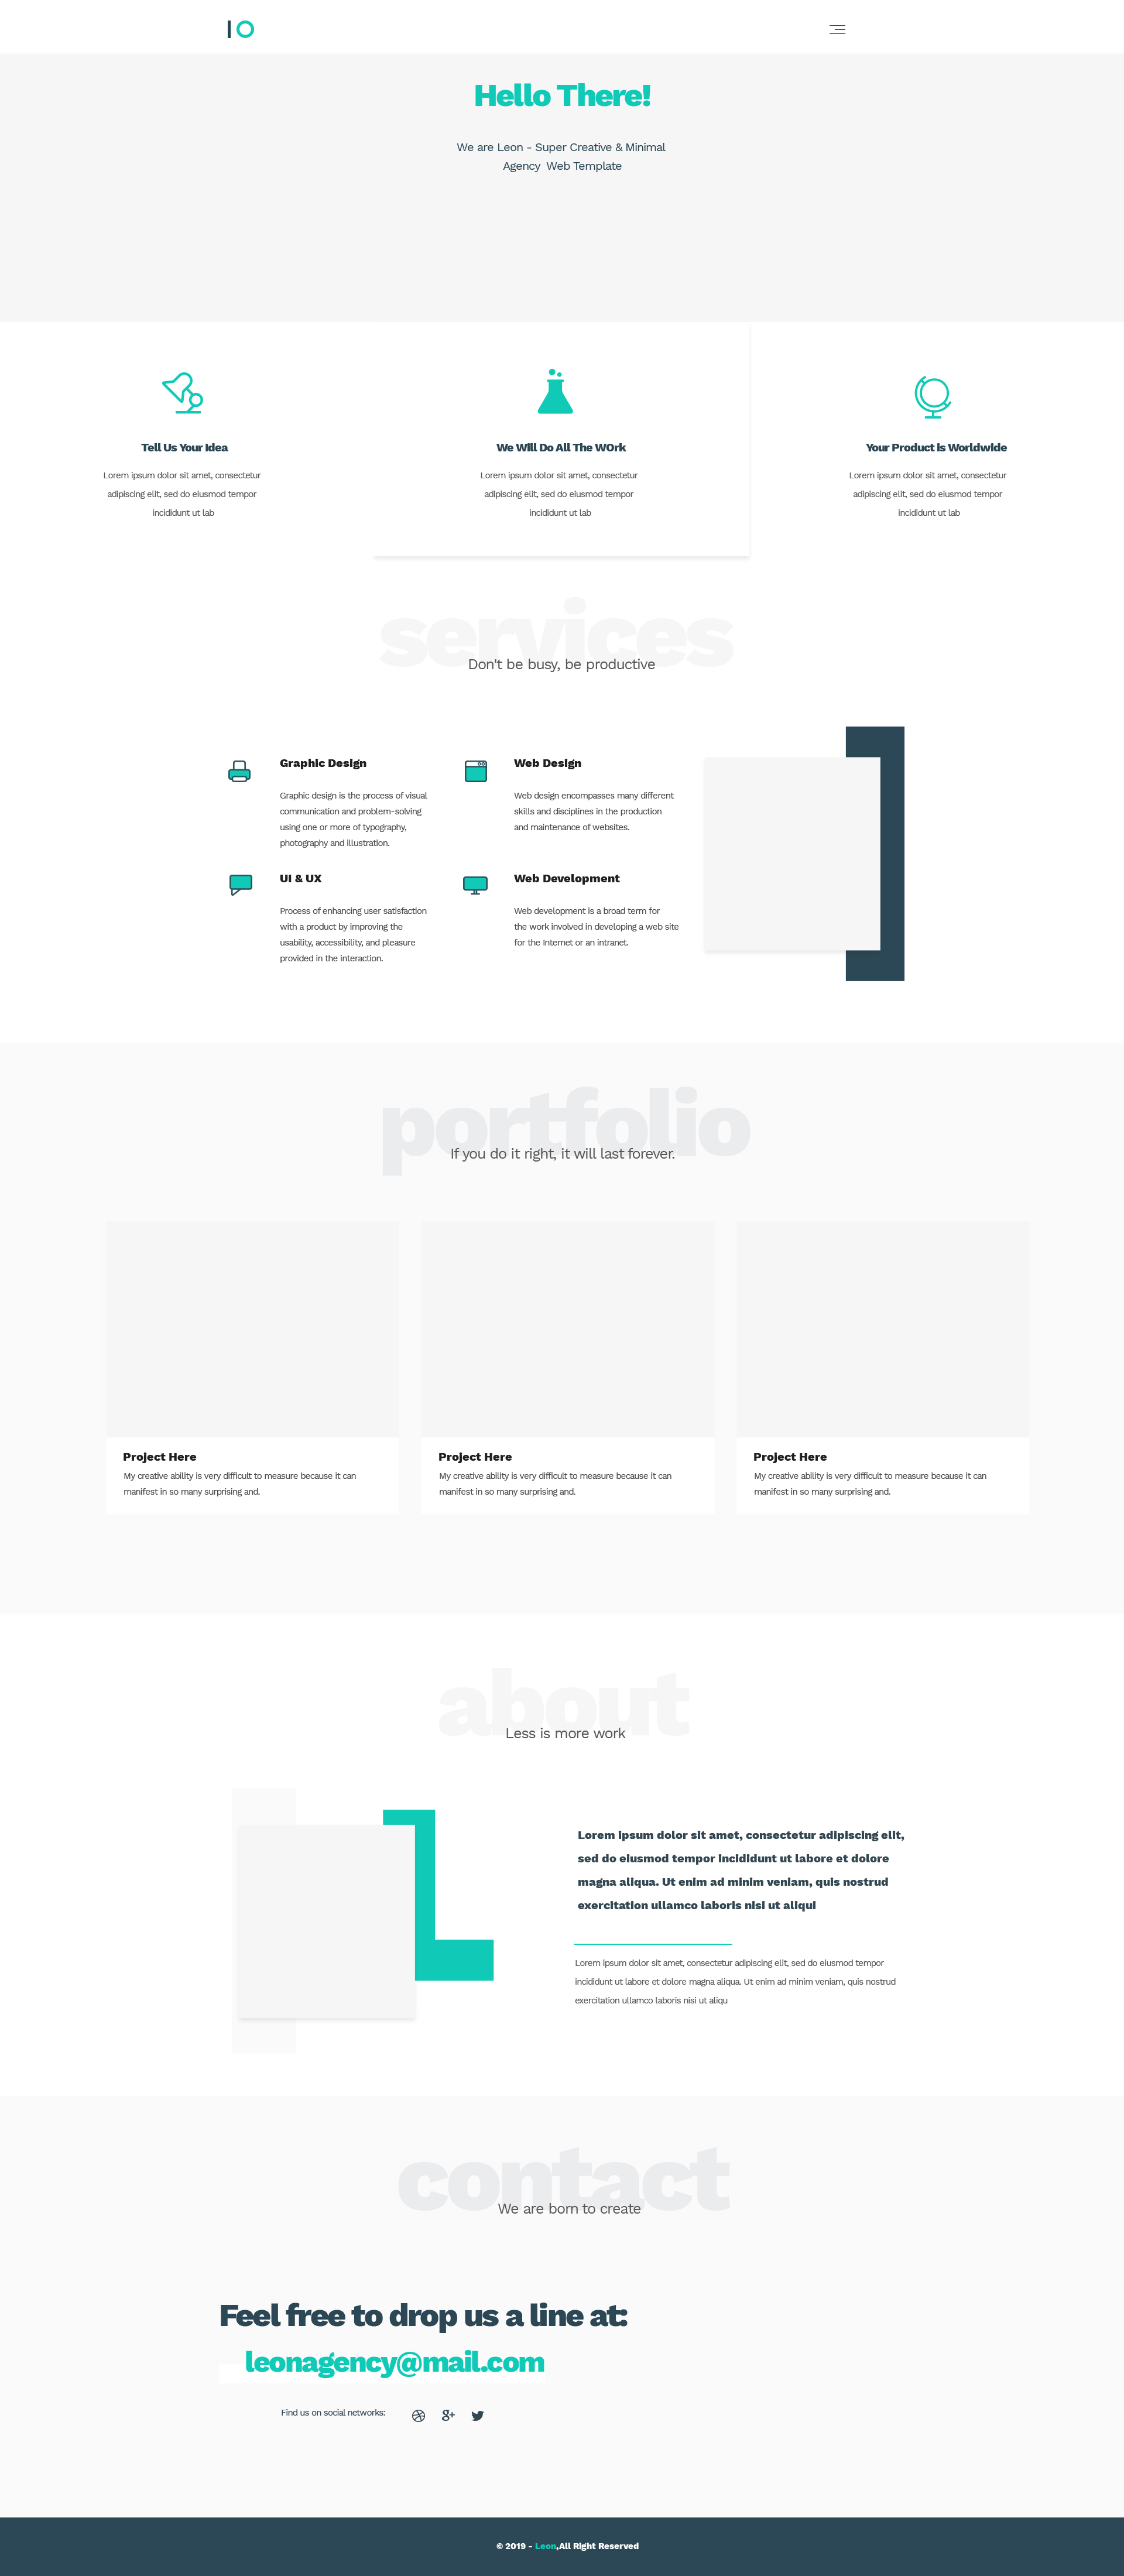 Hello There!
We are Leon - Super Creative & Minimal
Agency Web Template
Tell Us Your Idea
Lorem ipsum dolor sit amet, consectetur
adipiscing elit, sed do eiusmod tempor
incididunt ut lab
We Will Do All The WOrk
Lorem ipsum dolor sit amet, consectetur
adipiscing elit, sed do eiusmod tempor
incididunt ut lab
Your Product is Worldwide
Lorem ipsum dolor sit amet, consectetur
adipiscing elit, sed do eiusmod tempor
incididunt ut lab
services
Don't be busy, be productive
Graphic Design
Graphic design is the process of visual
communication and problem-solving
using one or more of typography,
photography and illustration.
Web Design
Web design encompasses many different
skills and disciplines in the production
and maintenance of websites.
UI & UX
Process of enhancing user satisfaction
with a product by improving the
usability, accessibility, and pleasure
provided in the interaction.
Web Development
Web development is a broad term for
the work involved in developing a web site
for the Internet or an intranet.
portfolio
If you do it right, it will last forever.
Project Here
My creative ability is very difficult to measure because it can
manifest in so many surprising and.
Project Here
My creative ability is very difficult to measure because it can
manifest in so many surprising and.
Project Here
My creative ability is very difficult to measure because it can
manifest in so many surprising and.
about
Less is more work
Lorem ipsum dolor sit amet, consectetur adipiscing elit,
sed do eiusmod tempor incididunt ut labore et dolore
magna aliqua. Ut enim ad minim veniam, quis nostrud
exercitation ullamco laboris nisi ut aliqui
Lorem ipsum dolor sit amet, consectetur adipiscing elit, sed do eiusmod tempor
incididunt ut labore et dolore magna aliqua. Ut enim ad minim veniam, quis nostrud
exercitation ullamco laboris nisi ut aliqu
contact
We are born to create
Feel free to drop us a line at:
leonagency@mail.com
Find us on social networks:
© 2019 - Leon,All Right Reserved